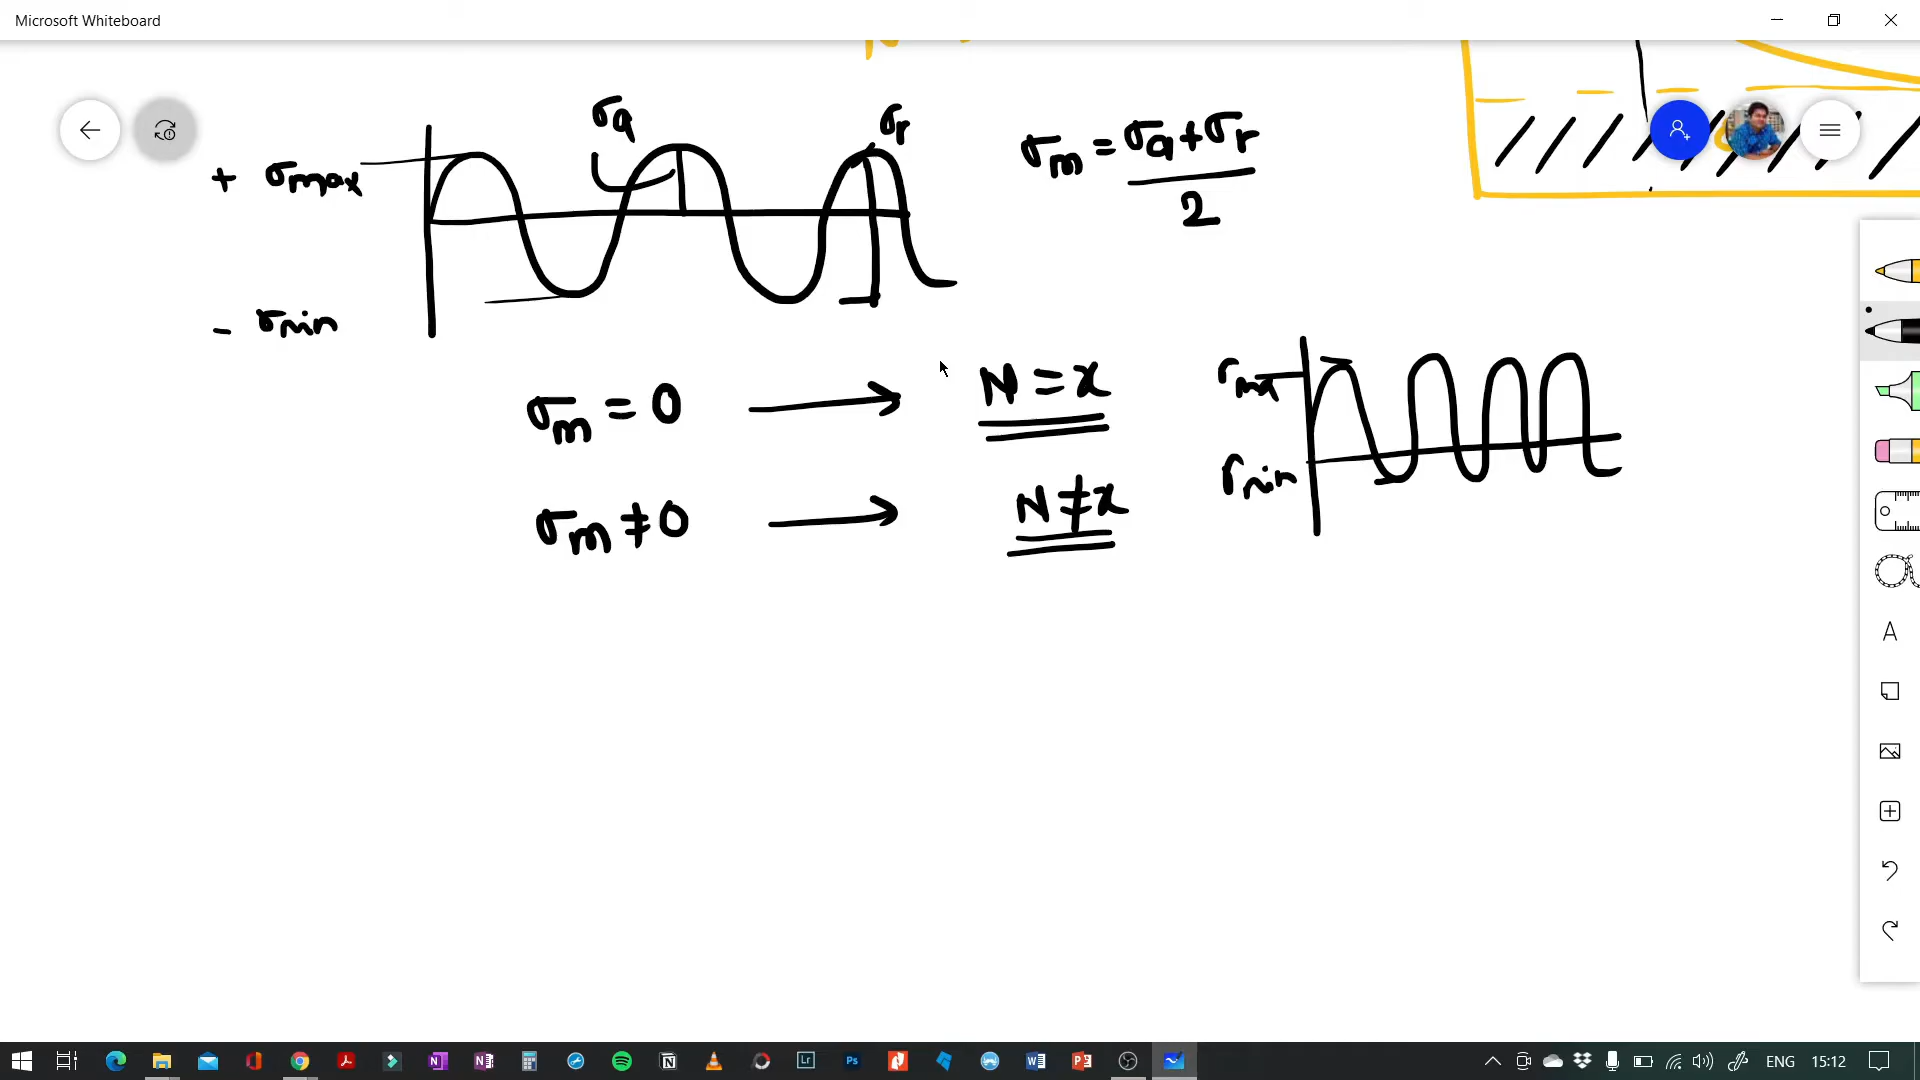 Microsoft Whiteboard
σa
σr
σm = σa + σr / 2
+ σmax
- σmin
σm = 0 → N = x
σmax
σmin
σm ≠ 0 → N ≠ x
A
ENG 15:12